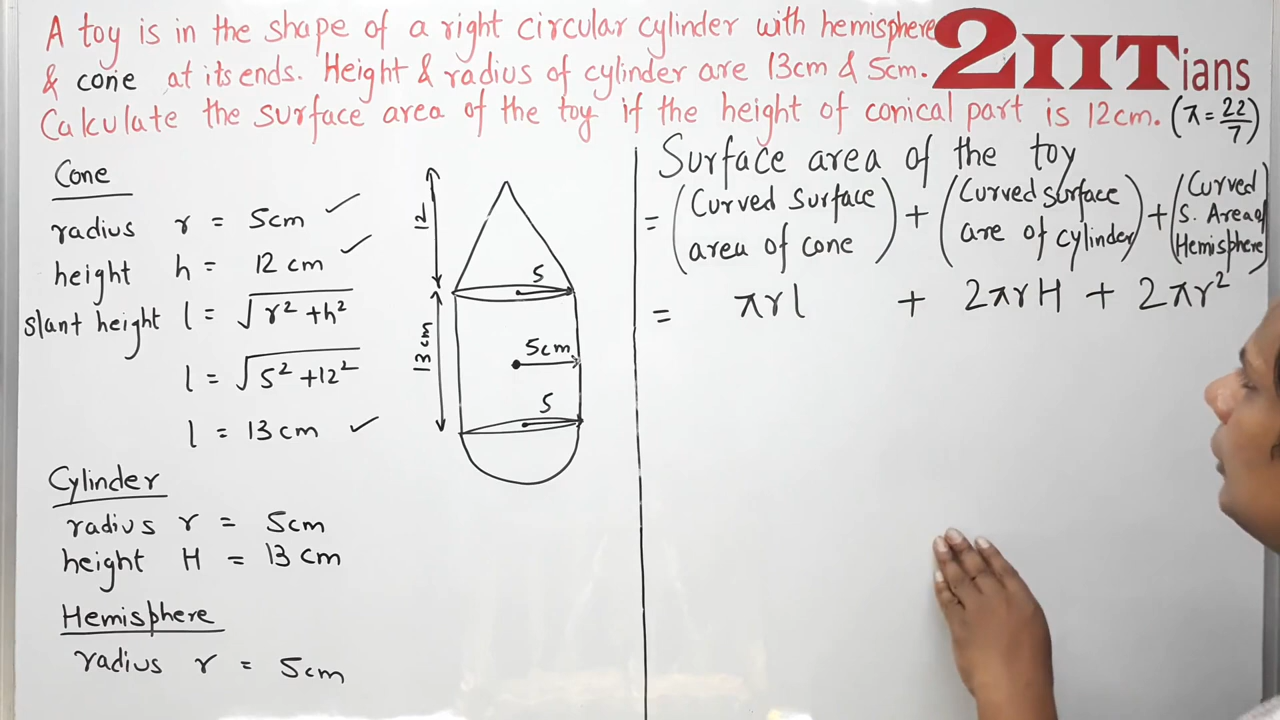 A toy is in the shape of a right circular cylinder with hemisphere
& cone at its ends. Height & radius of cylinder are 13cm & 5cm.
Calculate the surface area of the toy if the height of conical part is 12cm. (π = 22/7)
2IITians
Cone
radius r = 5cm ✓
height h = 12 cm ✓
slant height l = √(r² + h²)
l = √(5² + 12²)
l = 13 cm ✓
Cylinder
radius r = 5cm
height H = 13 cm
Hemisphere
radius r = 5cm
12
5
13 cm
5cm
5
Surface area of the toy
= (Curved Surface area of cone) + (Curved surface are of cylinder) + (Curved S. Area of Hemisphere)
= πrl + 2πrH + 2πr²